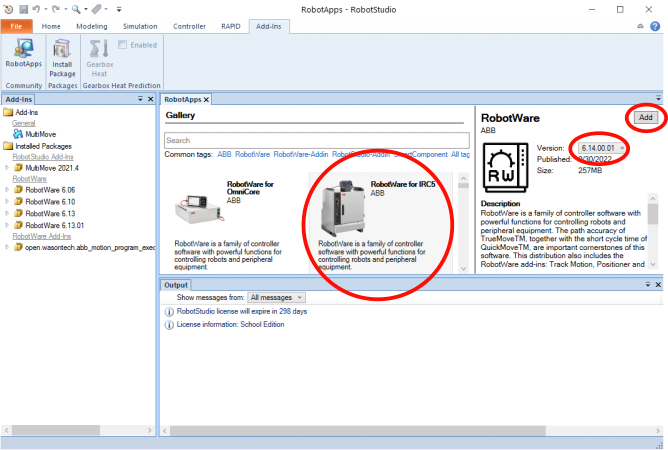 RobotApps - RobotStudio
File Home Modeling Simulation Controller RAPID Add-Ins
RobotApps
Install
Package
Gearbox
Heat
Enabled
Community Packages Gearbox Heat Prediction
Add-Ins
Add-Ins
General
MultiMove
Installed Packages
RobotStudio Add-Ins
MultiMove 2021.4
RobotWare
RobotWare 6.06
RobotWare 6.10
RobotWare 6.13
RobotWare 6.13.01
RobotWare Add-Ins
open.wasontech.abb_motion_program_exec
RobotApps
Gallery
Search
Common tags: ABB RobotWare RobotWare-Addin RobotStudio-Addin SmartComponent All tag
RobotWare for
OmniCore
ABB
RobotWare is a family of controller
software with powerful functions for
controlling robots and peripheral
equipment.
RobotWare for IRC5
ABB
RobotWare is a family of controller
software with powerful functions for
controlling robots and peripheral
equipment.
RobotWare
ABB
Add
RW
Version: 6.14.00.01
Published: 9/30/2022
Size: 257MB
Description
RobotWare is a family of controller software with
powerful functions for controlling robots and
peripheral equipment. The path accuracy of
TrueMoveTM, together with the short cycle time of
QuickMoveTM, are important cornerstones of this
software. This distribution also includes the
RobotWare add-ins: Track Motion, Positioner and
Output
Show messages from: All messages
RobotStudio license will expire in 298 days
License information: School Edition